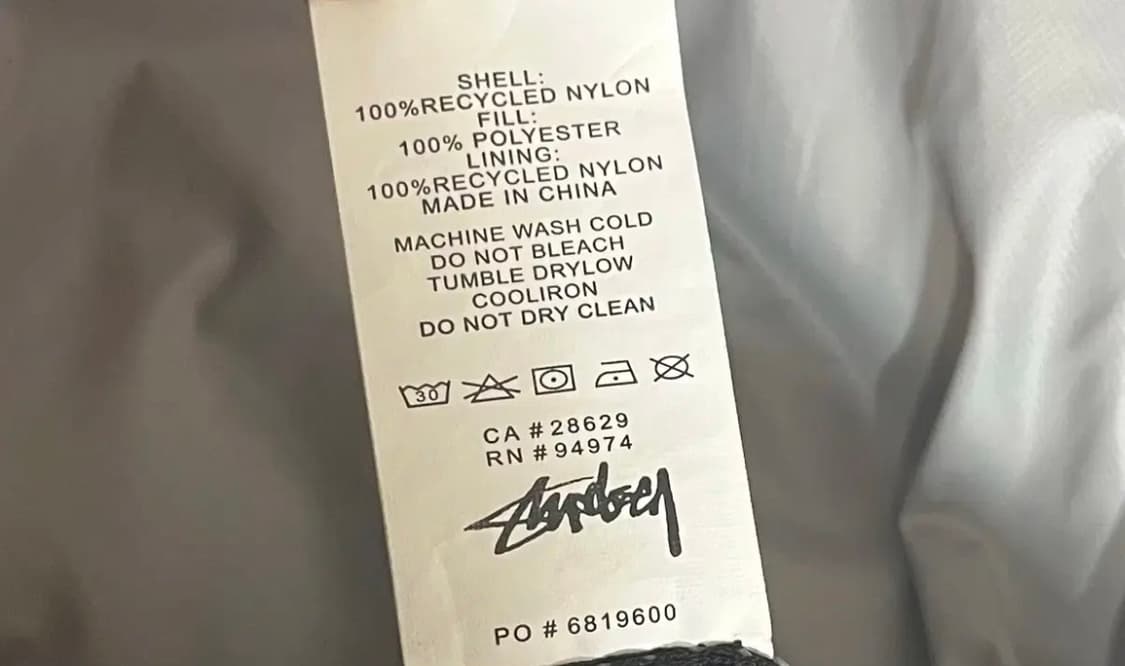 SHELL:
100%RECYCLED NYLON
FILL:
100% POLYESTER
LINING:
100%RECYCLED NYLON
MADE IN CHINA
MACHINE WASH COLD
DO NOT BLEACH
TUMBLE DRYLOW
COOLIRON
DO NOT DRY CLEAN
30
CA # 28629
RN # 94974
Stüssy
PO # 6819600